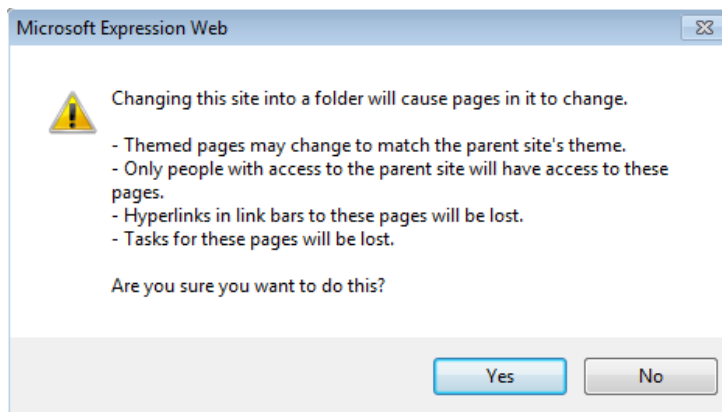 Microsoft Expression Web
Changing this site into a folder will cause pages in it to change.
- Themed pages may change to match the parent site's theme.
- Only people with access to the parent site will have access to these
pages.
- Hyperlinks in link bars to these pages will be lost.
- Tasks for these pages will be lost.
Are you sure you want to do this?
Yes No